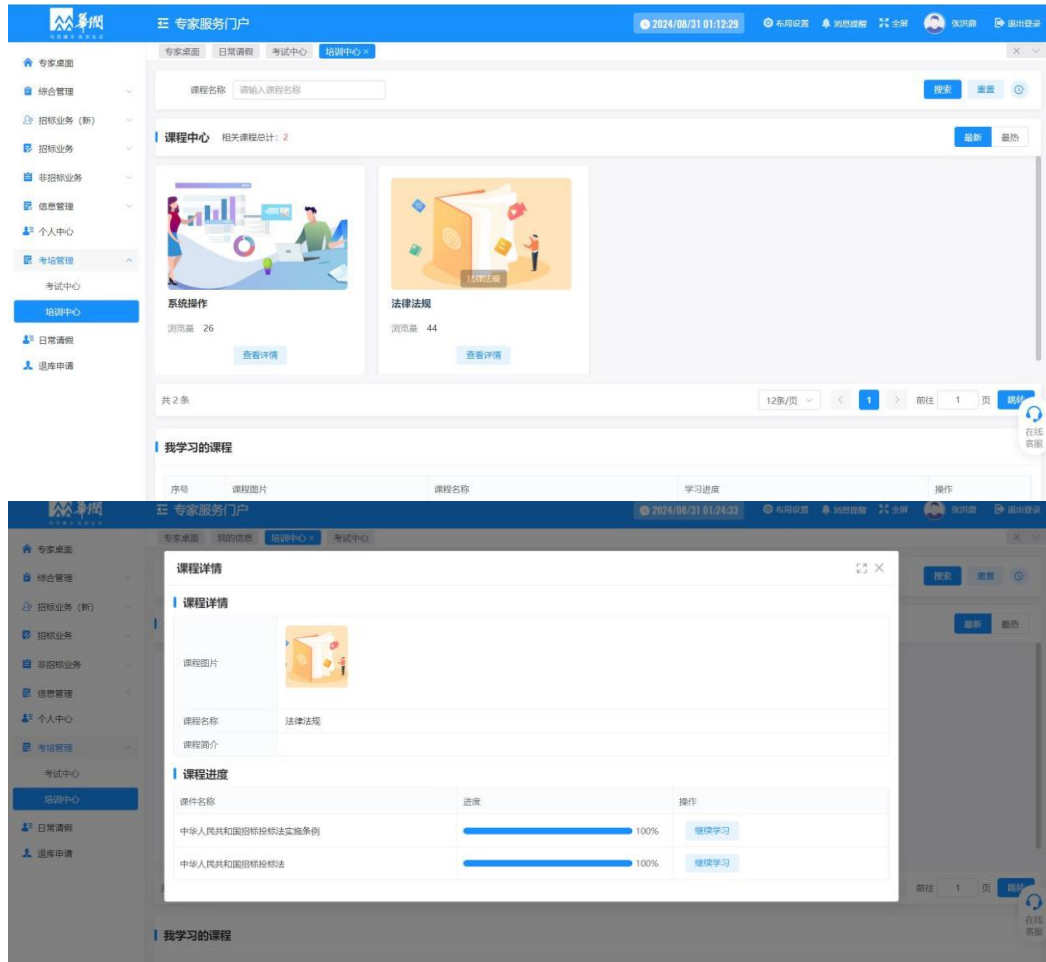 华润
专家服务门户
2024/08/31 01:12:29
布局设置
消息提醒
全屏
退出登录
专家桌面
日常请假
考试中心
培训中心 ×
专家桌面
综合管理
招标业务（新）
招标业务
非招标业务
信息管理
个人中心
考培管理
考试中心
培训中心
日常请假
退库申请
课程名称 请输入课程名称
搜索 重置
课程中心 相关课程总计：2
最新 最热
法律法规
系统操作
浏览量 26
查看详情
法律法规
浏览量 44
查看详情
共 2 条
12条/页 1 前往 1 页 跳转
在线
客服
我学习的课程
序号 课程图片 课程名称 学习进度 操作
华润
专家服务门户
2024/08/31 01:24:33
布局设置
消息提醒
全屏
退出登录
专家桌面
我的信息
培训中心 ×
考试中心
专家桌面
综合管理
招标业务（新）
招标业务
非招标业务
信息管理
个人中心
考培管理
考试中心
培训中心
日常请假
退库申请
搜索 重置
最新 最热
课程详情
课程详情
课程图片
课程名称 法律法规
课程简介
课程进度
课件名称 进度 操作
中华人民共和国招标投标法实施条例 100% 继续学习
中华人民共和国招标投标法 100% 继续学习
前往 1 页 跳转
在线
客服
我学习的课程